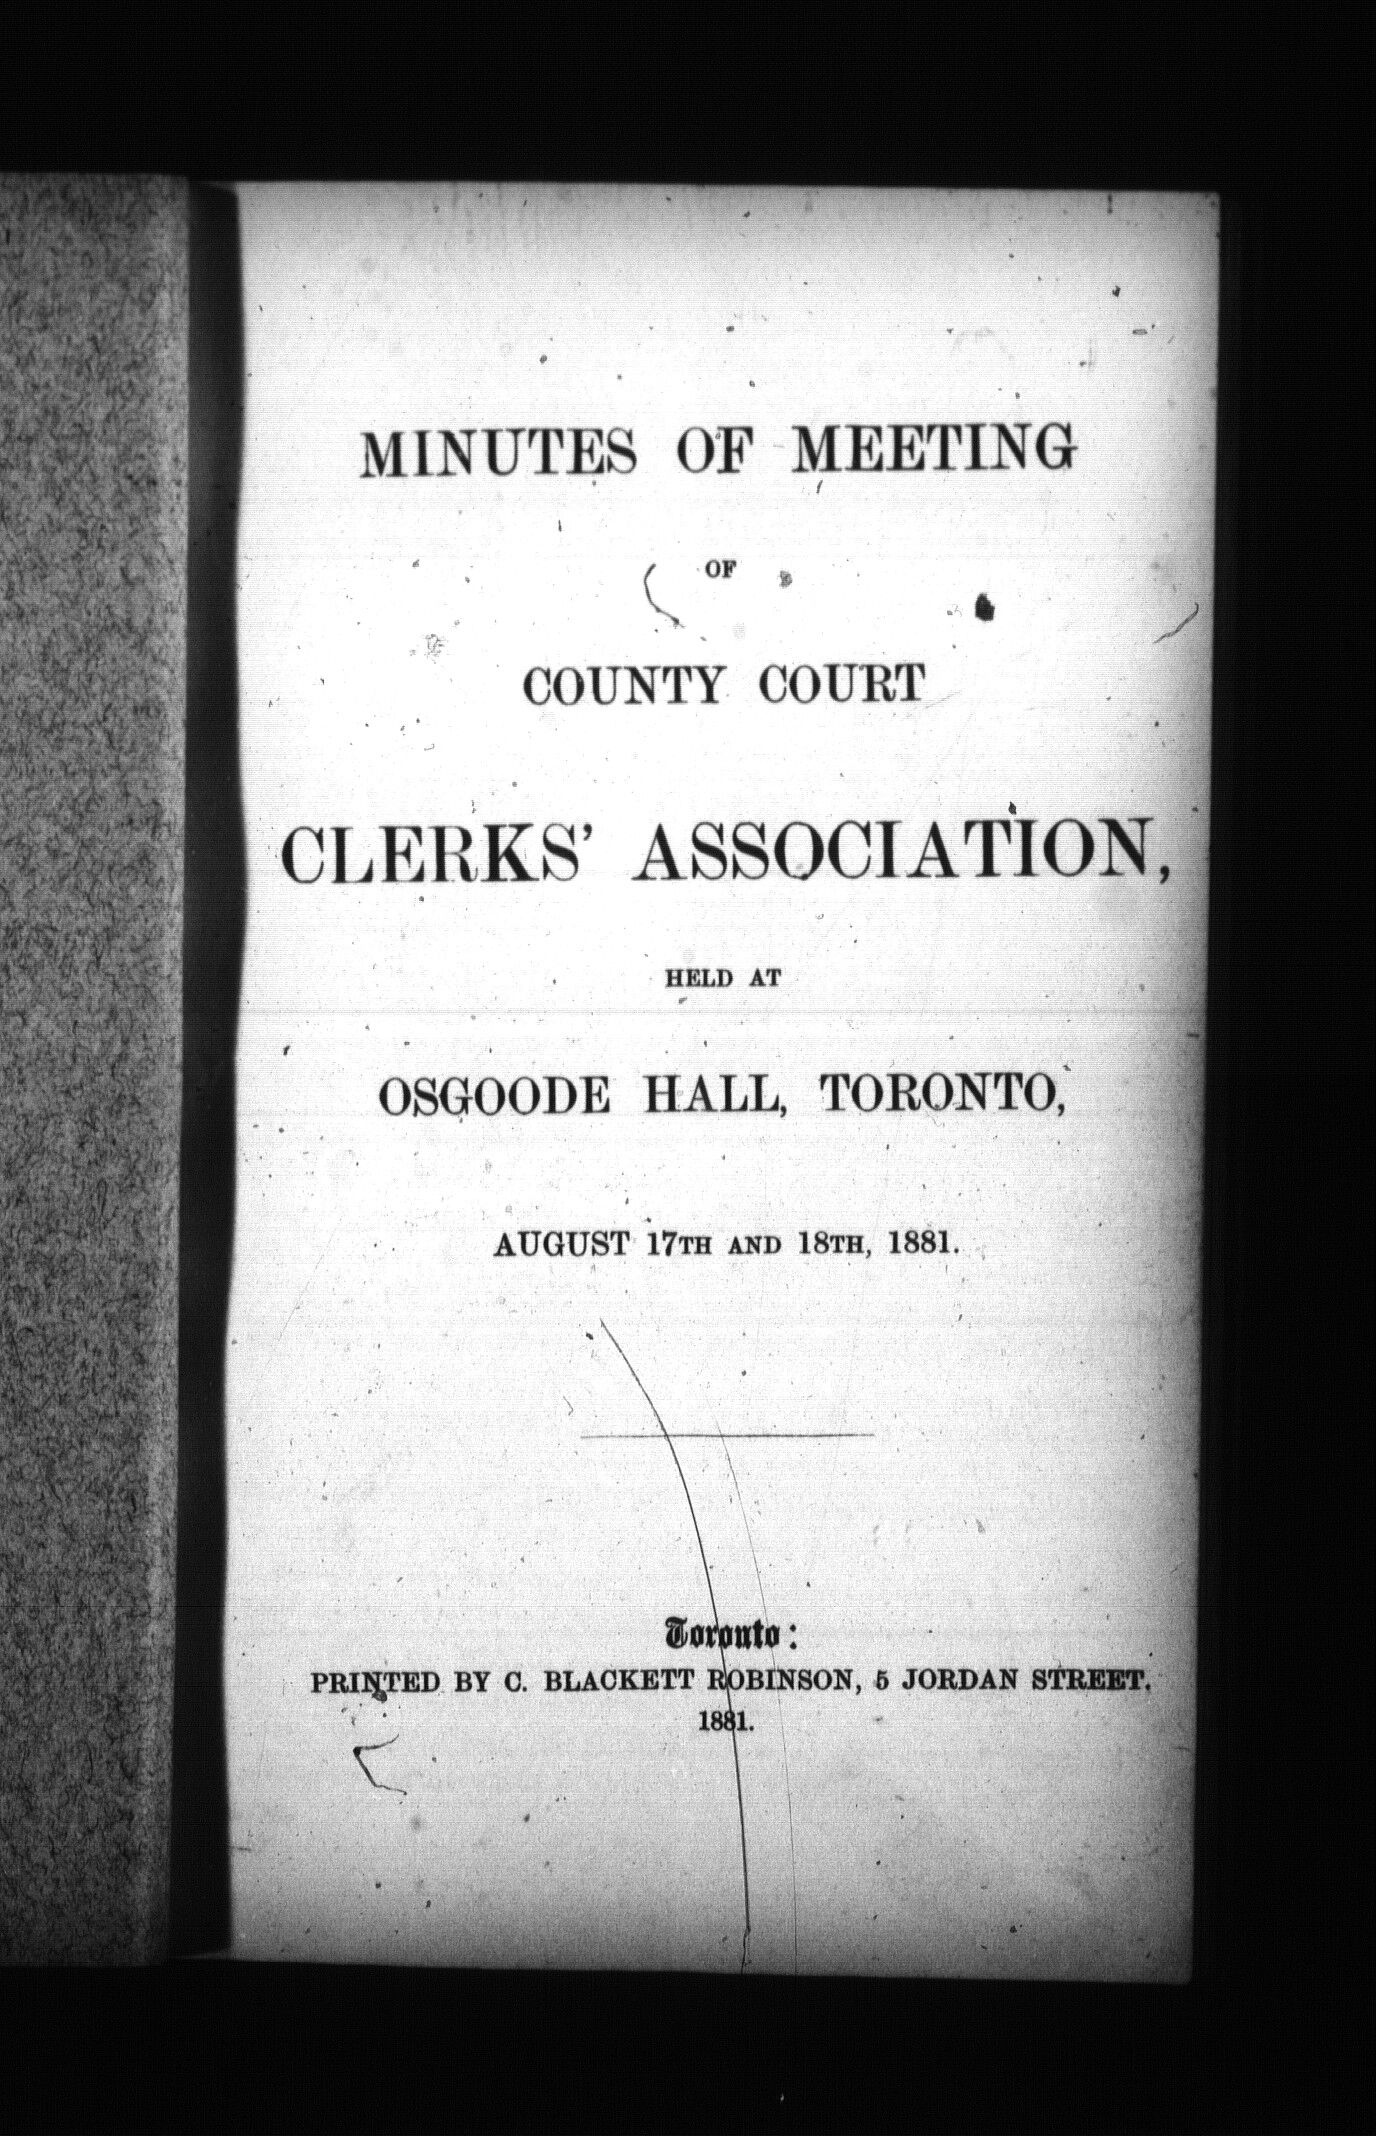 MINUTES OF MEETING
OF
COUNTY COURT
CLERKS' ASSOCIATION,
HELD AT
OSGOODE HALL, TORONTO,
AUGUST 17TH AND 18TH, 1881.
Toronto:
PRINTED BY C. BLACKETT ROBINSON, 5 JORDAN STREET.
1881.